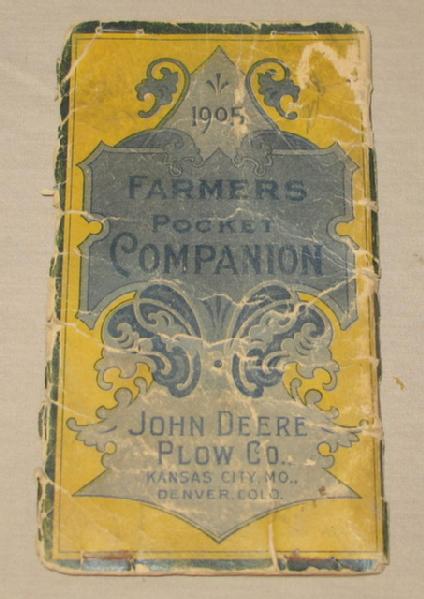 1905
FARMERS
POCKET
COMPANION
JOHN DEERE
PLOW CO.,
KANSAS CITY, MO.,
DENVER, COLO.